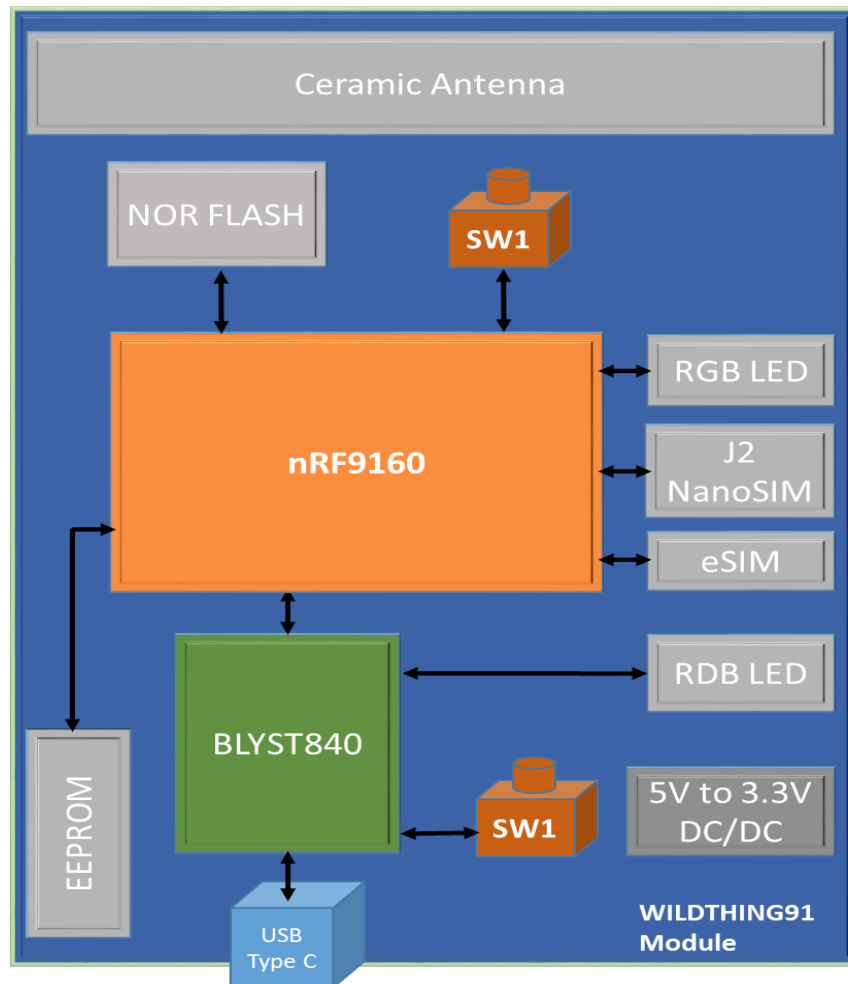 Ceramic Antenna
NOR FLASH
SW1
RGB LED
nRF9160
J2
NanoSIM
eSIM
RDB LED
BLYST840
5V to 3.3V
DC/DC
SW1
EEPROM
WILDTHING91
Module
USB
Type C